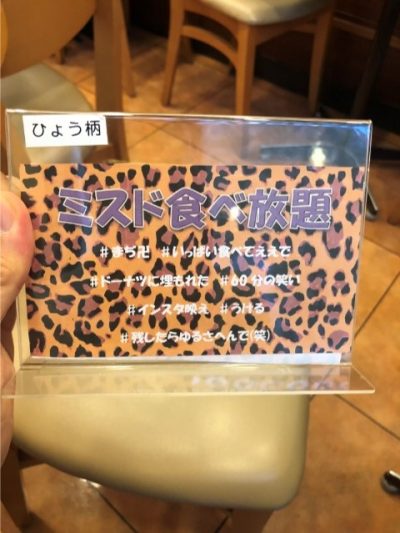 ひょう柄
ミスド食べ放題
#まぢ卍 #いっぱい食べてええで
#ドーナツに埋もれた #60分の笑い
#インスタ映え #うける
#残したらゆるさへんで(笑)